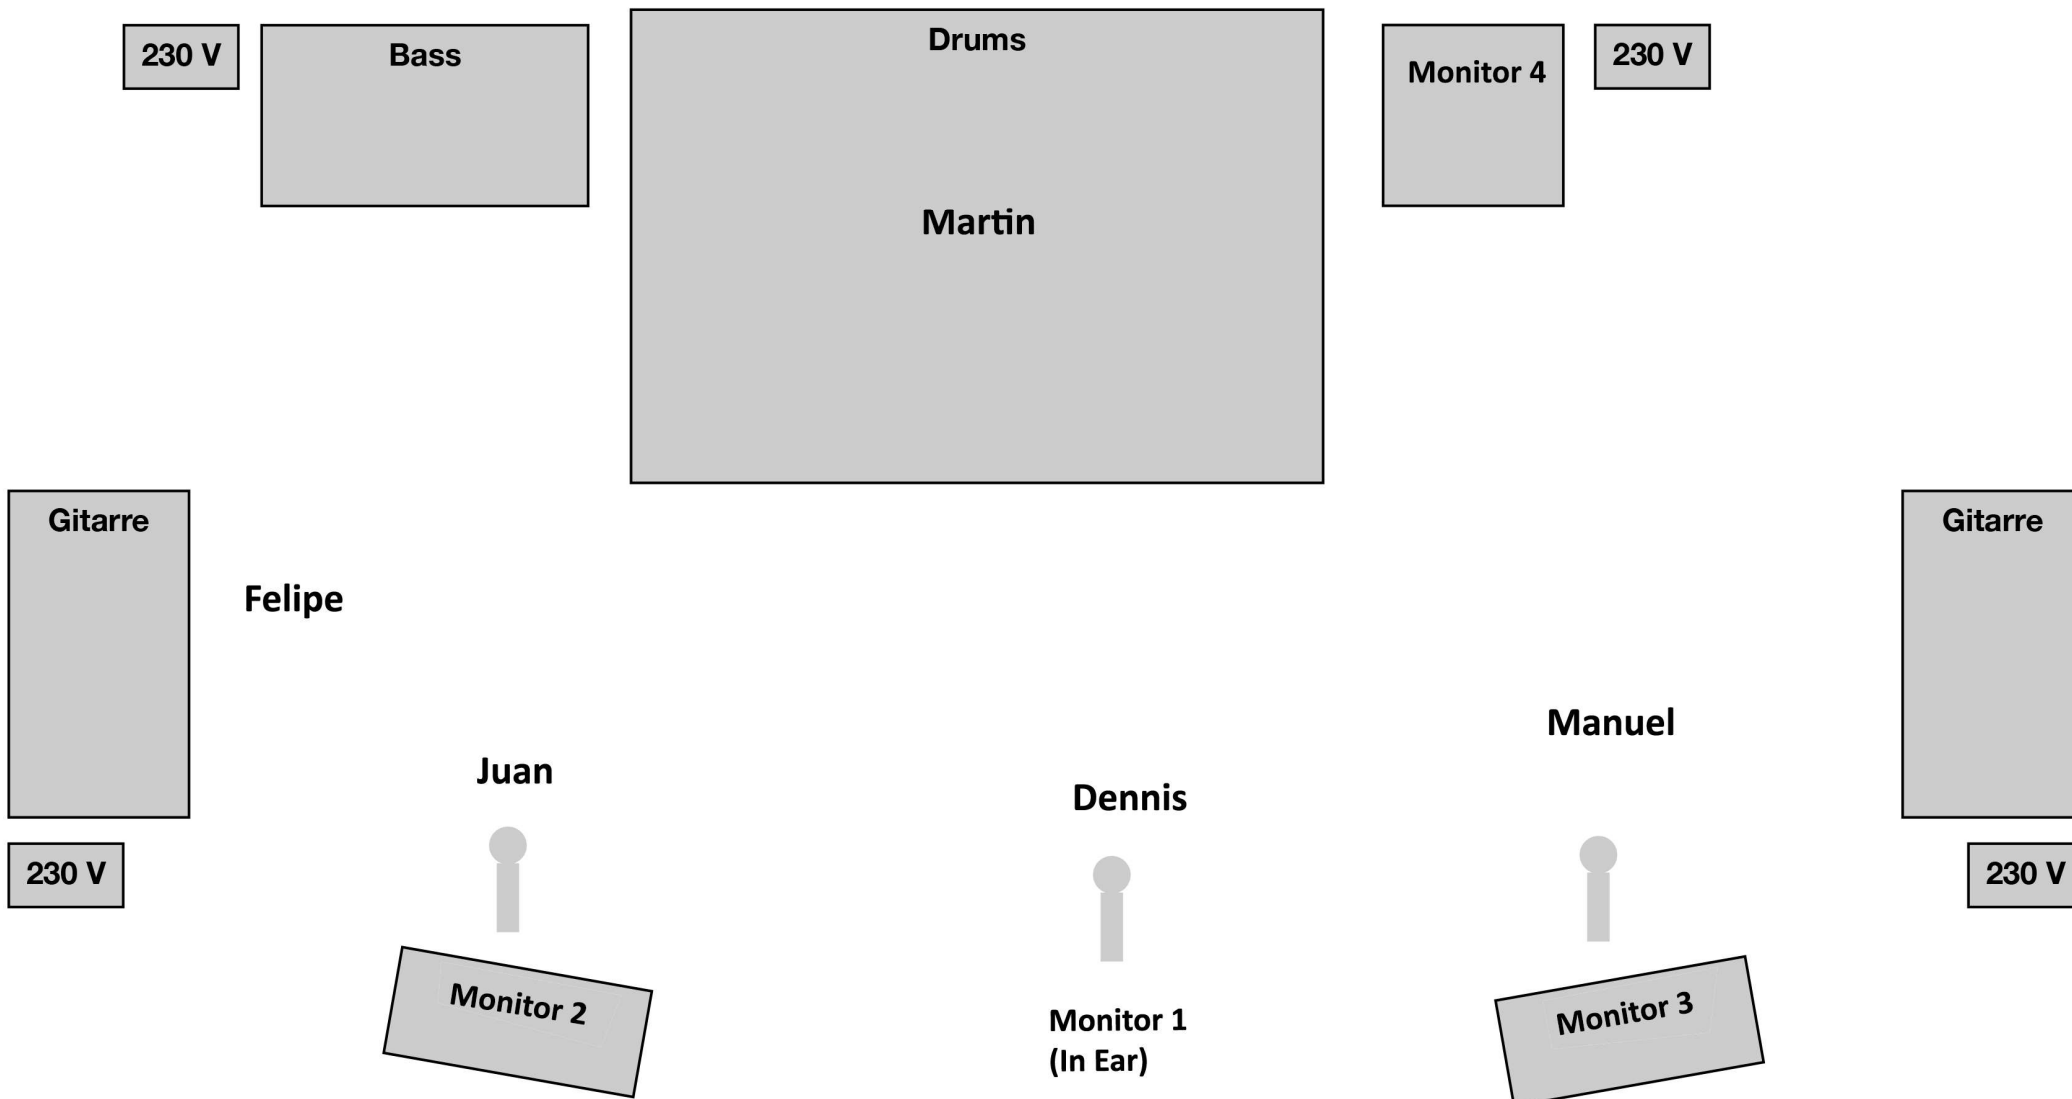 230 V
Bass
Drums
Monitor 4
230 V
Martin
Gitarre
Gitarre
Felipe
Manuel
Juan
Dennis
230 V
230 V
Monitor 2
Monitor 1
(In Ear)
Monitor 3